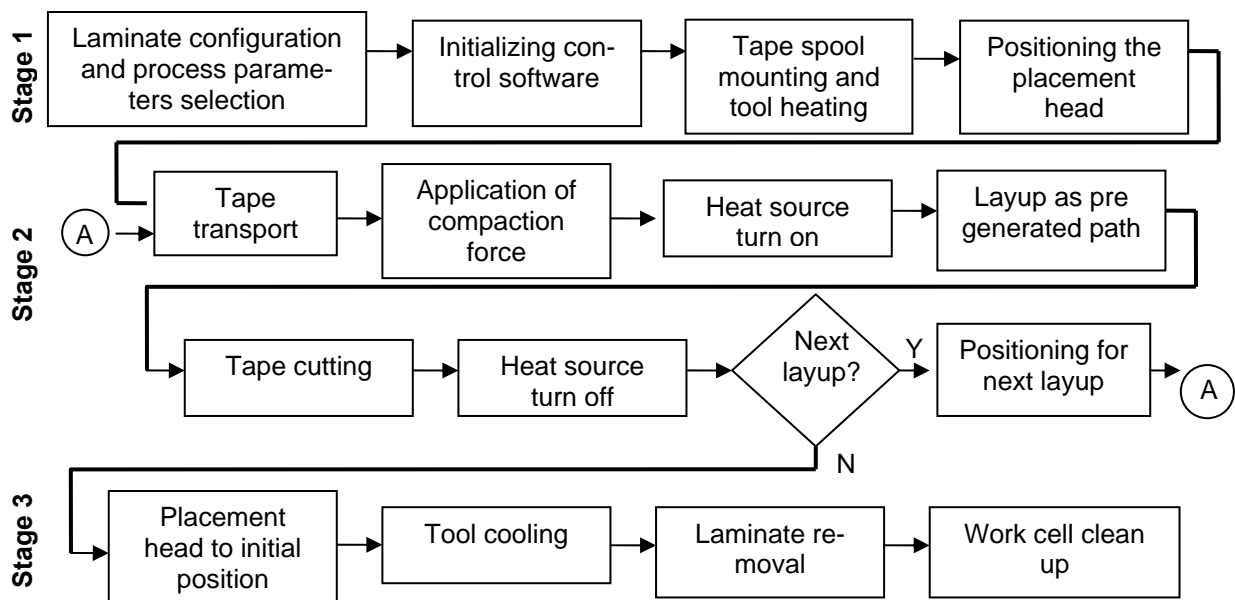 Stage 1
Laminate configuration
and process parame-
ters selection
Initializing con-
trol software
Tape spool
mounting and
tool heating
Positioning the
placement
head
Stage 2
A
Tape
transport
Application of
compaction
force
Heat source
turn on
Layup as pre
generated path
Tape cutting
Heat source
turn off
Next
layup?
Y
N
Positioning for
next layup
A
Stage 3
Placement
head to initial
position
Tool cooling
Laminate re-
moval
Work cell clean
up